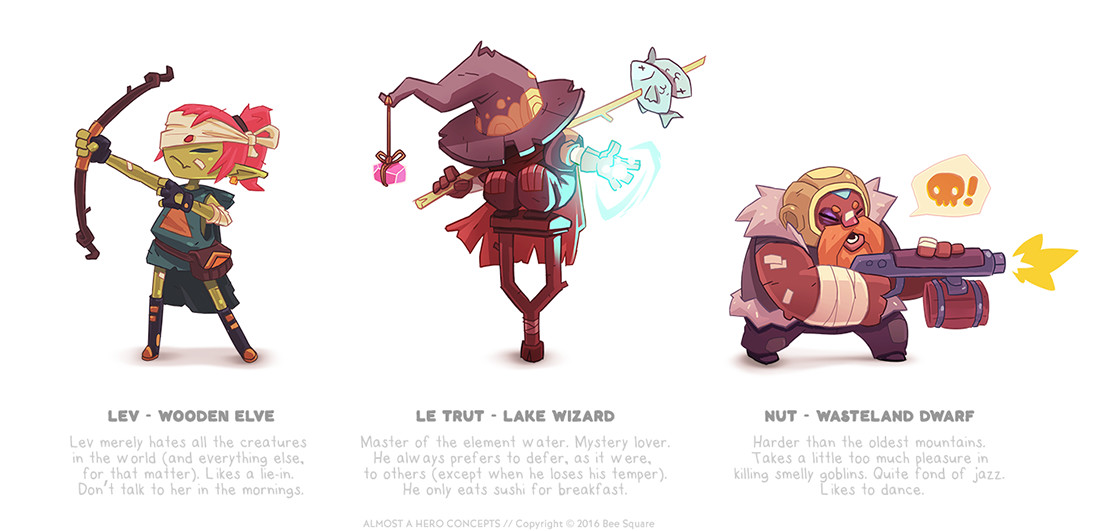 !
LEV - WOODEN ELVE
Lev merely hates all the creatures
in the world (and everything else,
for that matter). Likes a lie-in.
Don't talk to her in the mornings.
LE TRUT - LAKE WIZARD
Master of the element water. Mystery lover.
He always prefers to defer, as it were,
to others (except when he loses his temper).
He only eats sushi for breakfast.
NUT - WASTELAND DWARF
Harder than the oldest mountains.
Takes a little too much pleasure in
killing smelly goblins. Quite fond of jazz.
Likes to dance.
ALMOST A HERO CONCEPTS // Copyright © 2016 Bee Square